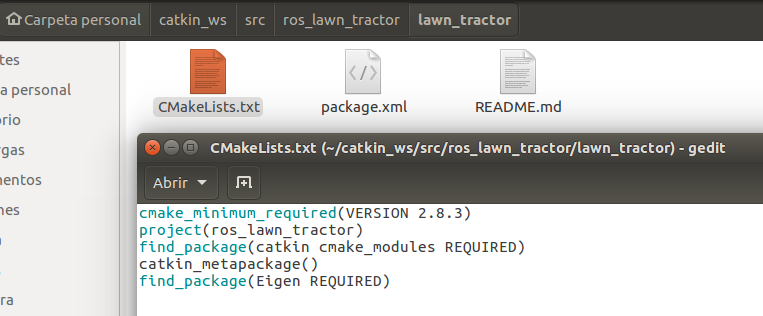 Carpeta personal catkin_ws src ros_lawn_tractor lawn_tractor
tes
a personal
orio
rgas
mentos
nes
a
ra
CMakeLists.txt package.xml README.md
CMakeLists.txt (~/catkin_ws/src/ros_lawn_tractor/lawn_tractor) - gedit
Abrir
cmake_minimum_required(VERSION 2.8.3)
project(ros_lawn_tractor)
find_package(catkin cmake_modules REQUIRED)
catkin_metapackage()
find_package(Eigen REQUIRED)